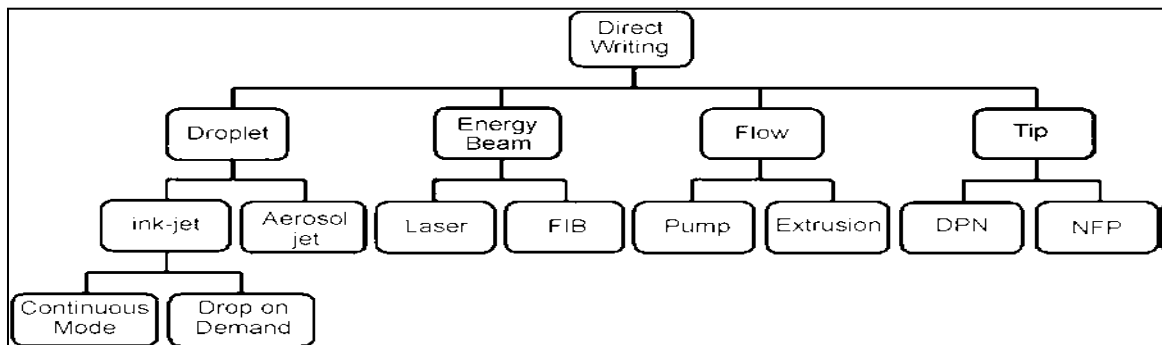 Direct
Writing
Droplet
Energy
Beam
Flow
Tip
ink-jet
Aerosol
jet
Laser
FIB
Pump
Extrusion
DPN
NFP
Continuous
Mode
Drop on
Demand